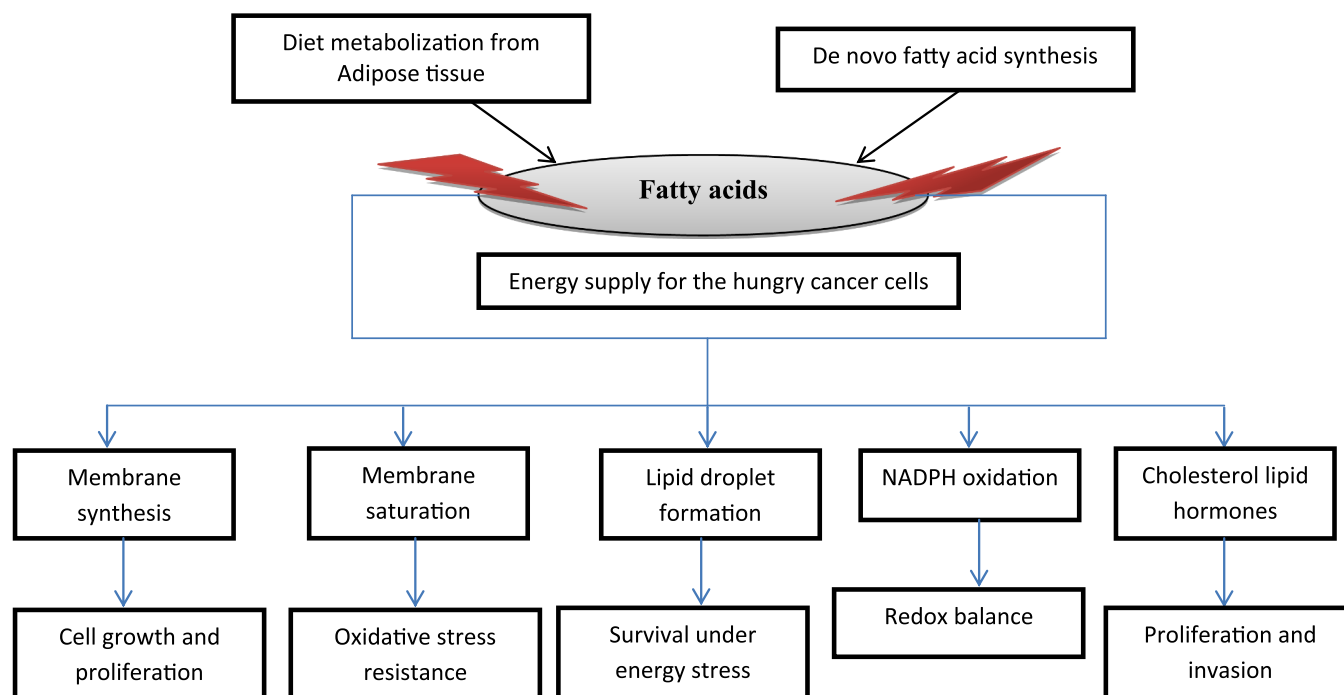 Diet metabolization from
Adipose tissue
De novo fatty acid synthesis
Fatty acids
Energy supply for the hungry cancer cells
Membrane
synthesis
Membrane
saturation
Lipid droplet
formation
NADPH oxidation
Cholesterol lipid
hormones
Cell growth and
proliferation
Oxidative stress
resistance
Survival under
energy stress
Redox balance
Proliferation and
invasion